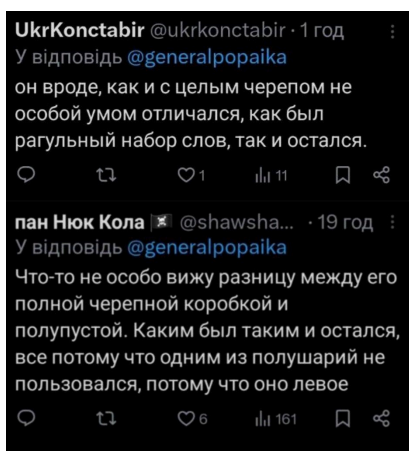 UkrKonctabir @ukrkonctabir · 1 год
У відповідь @generalpopaika
он вроде, как и с целым черепом не
особой умом отличался, как был
рагульный набор слов, так и остался.
1 11
пан Нюк Кола 🏴‍☠️ @shawsha... · 19 год
У відповідь @generalpopaika
Что-то не особо вижу разницу между его
полной черепной коробкой и
полупустой. Каким был таким и остался,
все потому что одним из полушарий не
пользовался, потому что оно левое
6 161